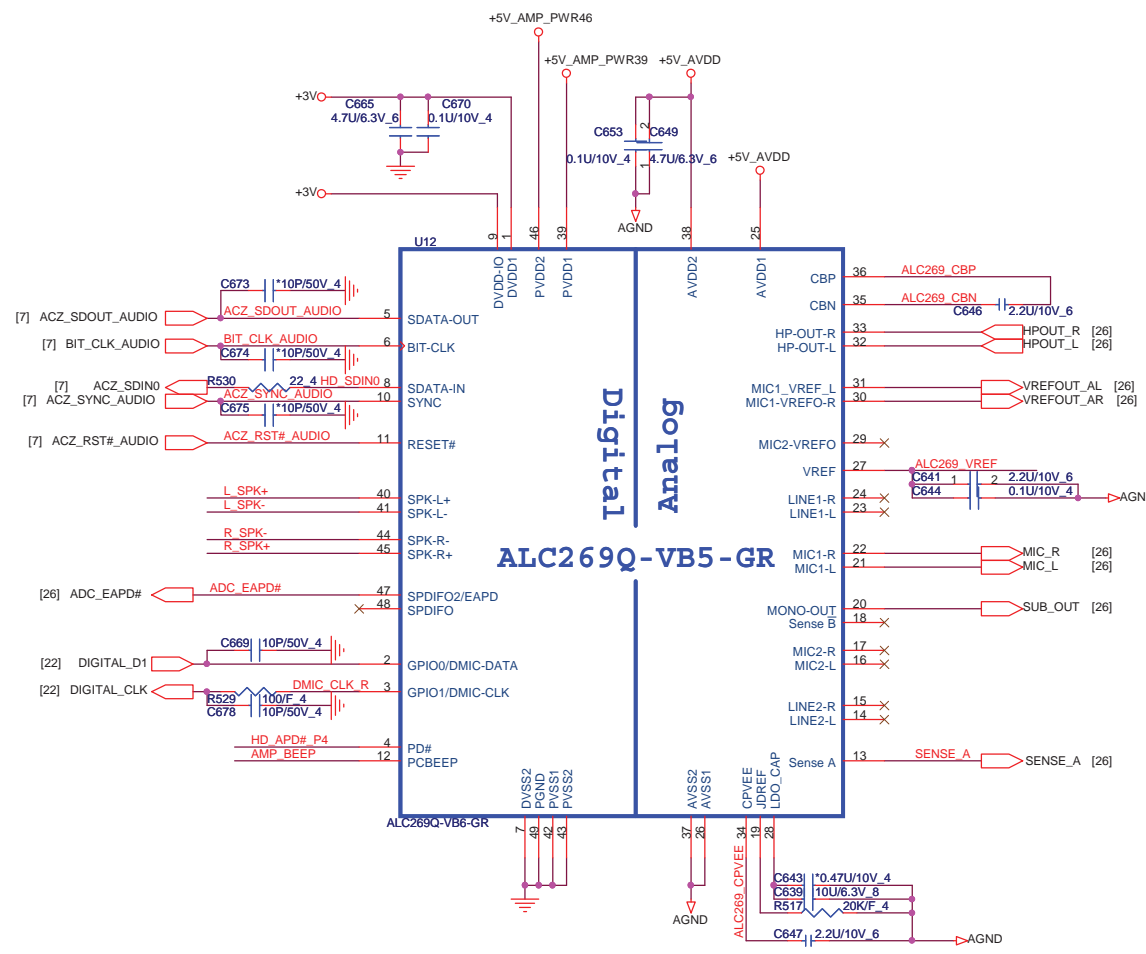 +5V_AMP_PWR46
+5V_AMP_PWR39 +5V_AVDD
+3V
C665 C670
4.7U/6.3V_6 0.1U/10V_4
C653 2 C649
0.1U/10V_4 1 4.7U/6.3V_6
+5V_AVDD
+3V
AGND
U12
9 1 46 39 38 25
DVDD-IO DVDD1 PVDD2 PVDD1 AVDD2 AVDD1
C673 *10P/50V_4
[7] ACZ_SDOUT_AUDIO ACZ_SDOUT_AUDIO 5 SDATA-OUT
[7] BIT_CLK_AUDIO BIT_CLK_AUDIO 6 BIT-CLK
C674 *10P/50V_4
[7] ACZ_SDIN0 R530 22_4 HD_SDIN0 8 SDATA-IN
[7] ACZ_SYNC_AUDIO ACZ_SYNC_AUDIO 10 SYNC
C675 *10P/50V_4
[7] ACZ_RST#_AUDIO ACZ_RST#_AUDIO 11 RESET#
L_SPK+ 40 SPK-L+
L_SPK- 41 SPK-L-
R_SPK- 44 SPK-R-
R_SPK+ 45 SPK-R+
[26] ADC_EAPD# ADC_EAPD# 47 SPDIFO2/EAPD
48 SPDIFO
C669 10P/50V_4
[22] DIGITAL_D1 2 GPIO0/DMIC-DATA
[22] DIGITAL_CLK DMIC_CLK_R 3 GPIO1/DMIC-CLK
R529 100/F_4
C678 10P/50V_4
HD_APD#_P4 4 PD#
AMP_BEEP 12 PCBEEP
Digital
Analog
ALC269Q-VB5-GR
CBP 36 ALC269_CBP
CBN 35 ALC269_CBN
C646 2.2U/10V_6
HP-OUT-R 33 HPOUT_R [26]
HP-OUT-L 32 HPOUT_L [26]
MIC1_VREF_L 31 VREFOUT_AL [26]
MIC1-VREFO-R 30 VREFOUT_AR [26]
MIC2-VREFO 29
VREF 27 ALC269_VREF
C641 1 2 2.2U/10V_6
C644 0.1U/10V_4
AGN
LINE1-R 24
LINE1-L 23
MIC1-R 22 MIC_R [26]
MIC1-L 21 MIC_L [26]
MONO-OUT 20 SUB_OUT [26]
Sense B 18
MIC2-R 17
MIC2-L 16
LINE2-R 15
LINE2-L 14
Sense A 13 SENSE_A SENSE_A [26]
DVSS2 PGND PVSS1 PVSS2 AVSS2 AVSS1 CPVEE JDREF LDO_CAP
ALC269Q-VB6-GR
7 49 42 43 37 26 34 19 28
AGND
ALC269_CPVEE
C643 *0.47U/10V_4
C639 10U/6.3V_8
R517 20K/F_4
C647 2.2U/10V_6
AGND